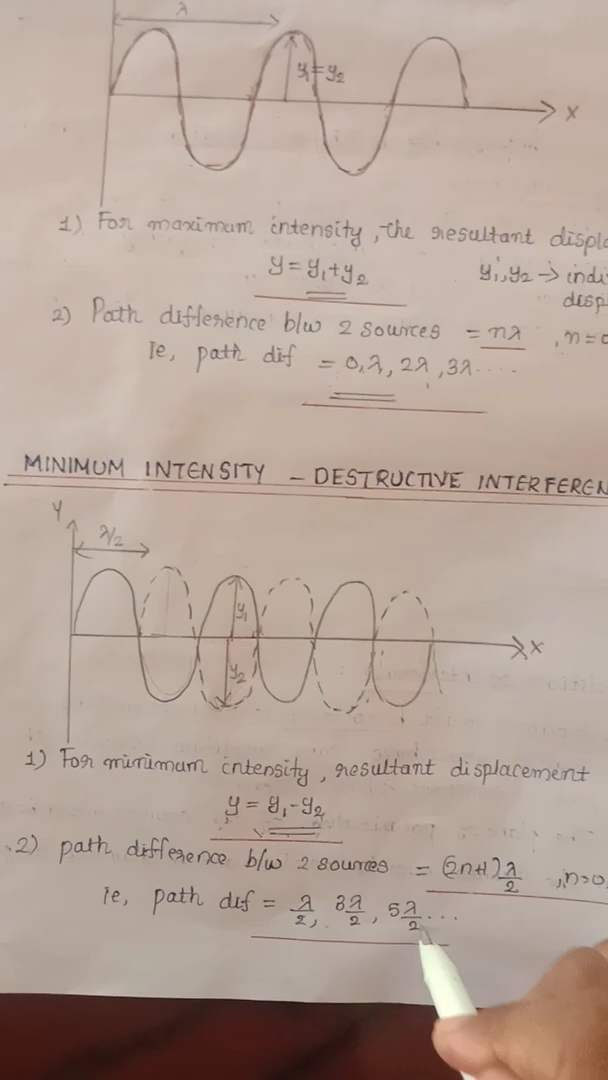 λ
y₁=y₂
X
1) For maximum intensity, the resultant displa
y = y₁+y₂ y₁,y₂ → indi
disp
2) Path difference b/w 2 sources = nλ , n=0
Ie, path dif = 0, λ, 2λ, 3λ....
MINIMUM INTENSITY – DESTRUCTIVE INTERFEREN
Y
λ/2
y₁
X
y₂
1) For minimum intensity, resultant displacement
y = y₁-y₂
2) path difference b/w 2 sources = (2n+1)λ/2 , n=0,
Ie, path dif = λ/2, 3λ/2, 5λ/2...